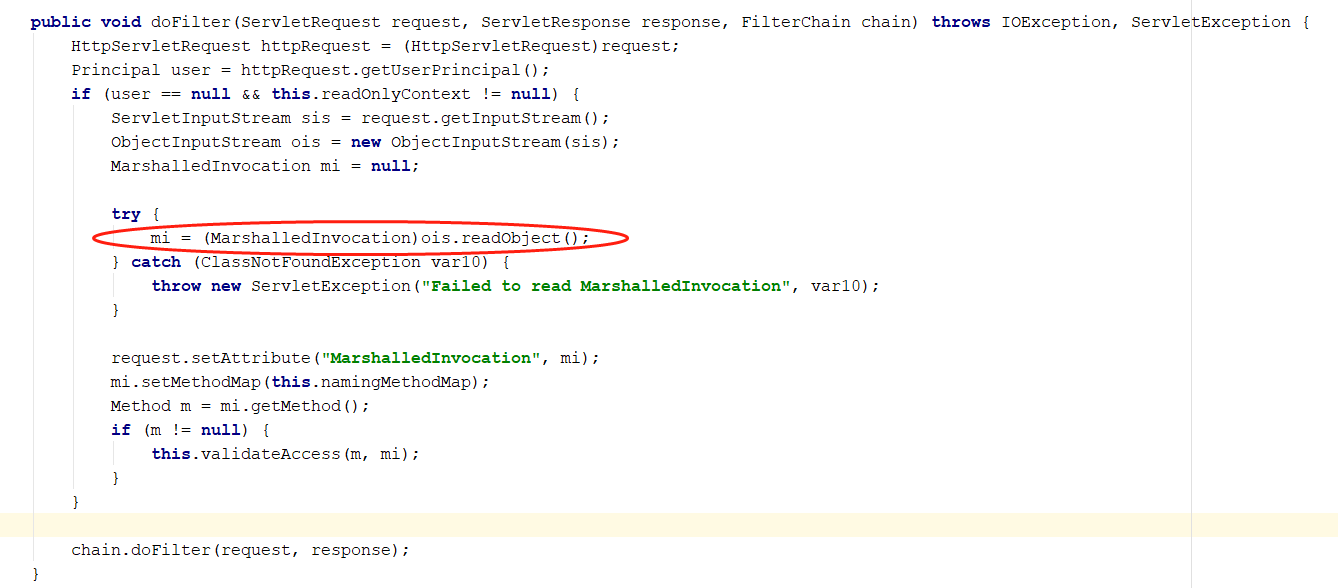 public void doFilter(ServletRequest request, ServletResponse response, FilterChain chain) throws IOException, ServletException {
    HttpServletRequest httpRequest = (HttpServletRequest)request;
    Principal user = httpRequest.getUserPrincipal();
    if (user == null && this.readOnlyContext != null) {
        ServletInputStream sis = request.getInputStream();
        ObjectInputStream ois = new ObjectInputStream(sis);
        MarshalledInvocation mi = null;

        try {
            mi = (MarshalledInvocation)ois.readObject();
        } catch (ClassNotFoundException var10) {
            throw new ServletException("Failed to read MarshalledInvocation", var10);
        }

        request.setAttribute("MarshalledInvocation", mi);
        mi.setMethodMap(this.namingMethodMap);
        Method m = mi.getMethod();
        if (m != null) {
            this.validateAccess(m, mi);
        }
    }

    chain.doFilter(request, response);
}